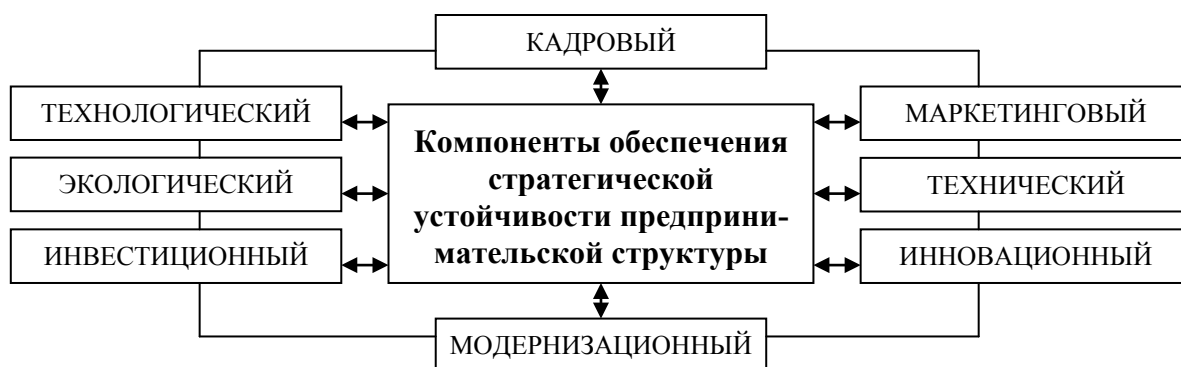 КАДРОВЫЙ
ТЕХНОЛОГИЧЕСКИЙ
МАРКЕТИНГОВЫЙ
Компоненты обеспечения
стратегической
устойчивости предприни-
мательской структуры
ЭКОЛОГИЧЕСКИЙ
ТЕХНИЧЕСКИЙ
ИНВЕСТИЦИОННЫЙ
ИННОВАЦИОННЫЙ
МОДЕРНИЗАЦИОННЫЙ